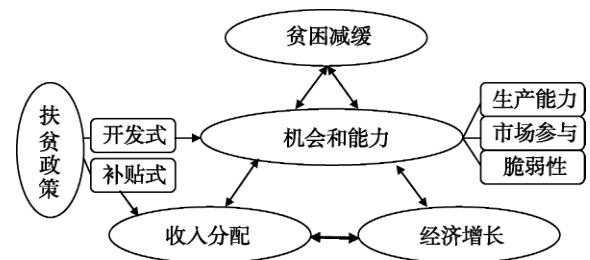 贫困减缓
扶贫政策
开发式
补贴式
机会和能力
生产能力
市场参与
脆弱性
收入分配
经济增长